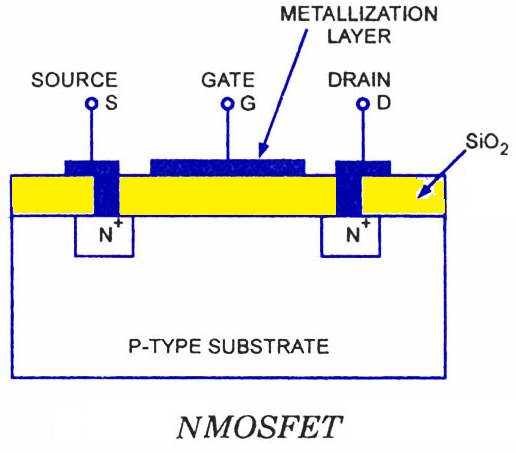 METALLIZATION
LAYER
SOURCE GATE DRAIN
S G D
SiO₂
N⁺ N⁺
P-TYPE SUBSTRATE
NMOSFET